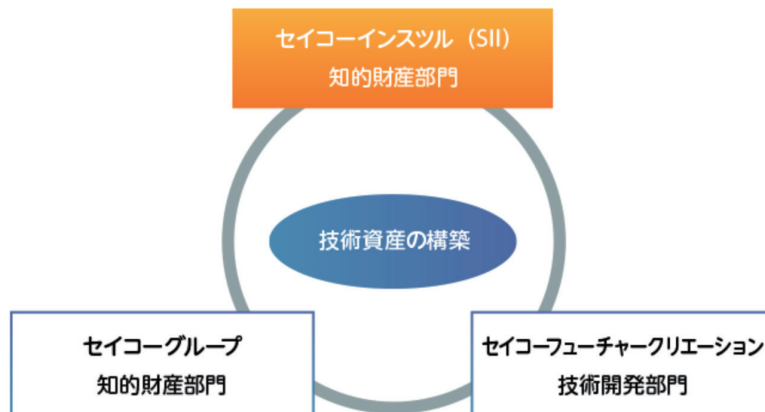 セイコーインスツル (SII)
知的財産部門
技術資産の構築
セイコーグループ
知的財産部門
セイコーフューチャークリエーション
技術開発部門